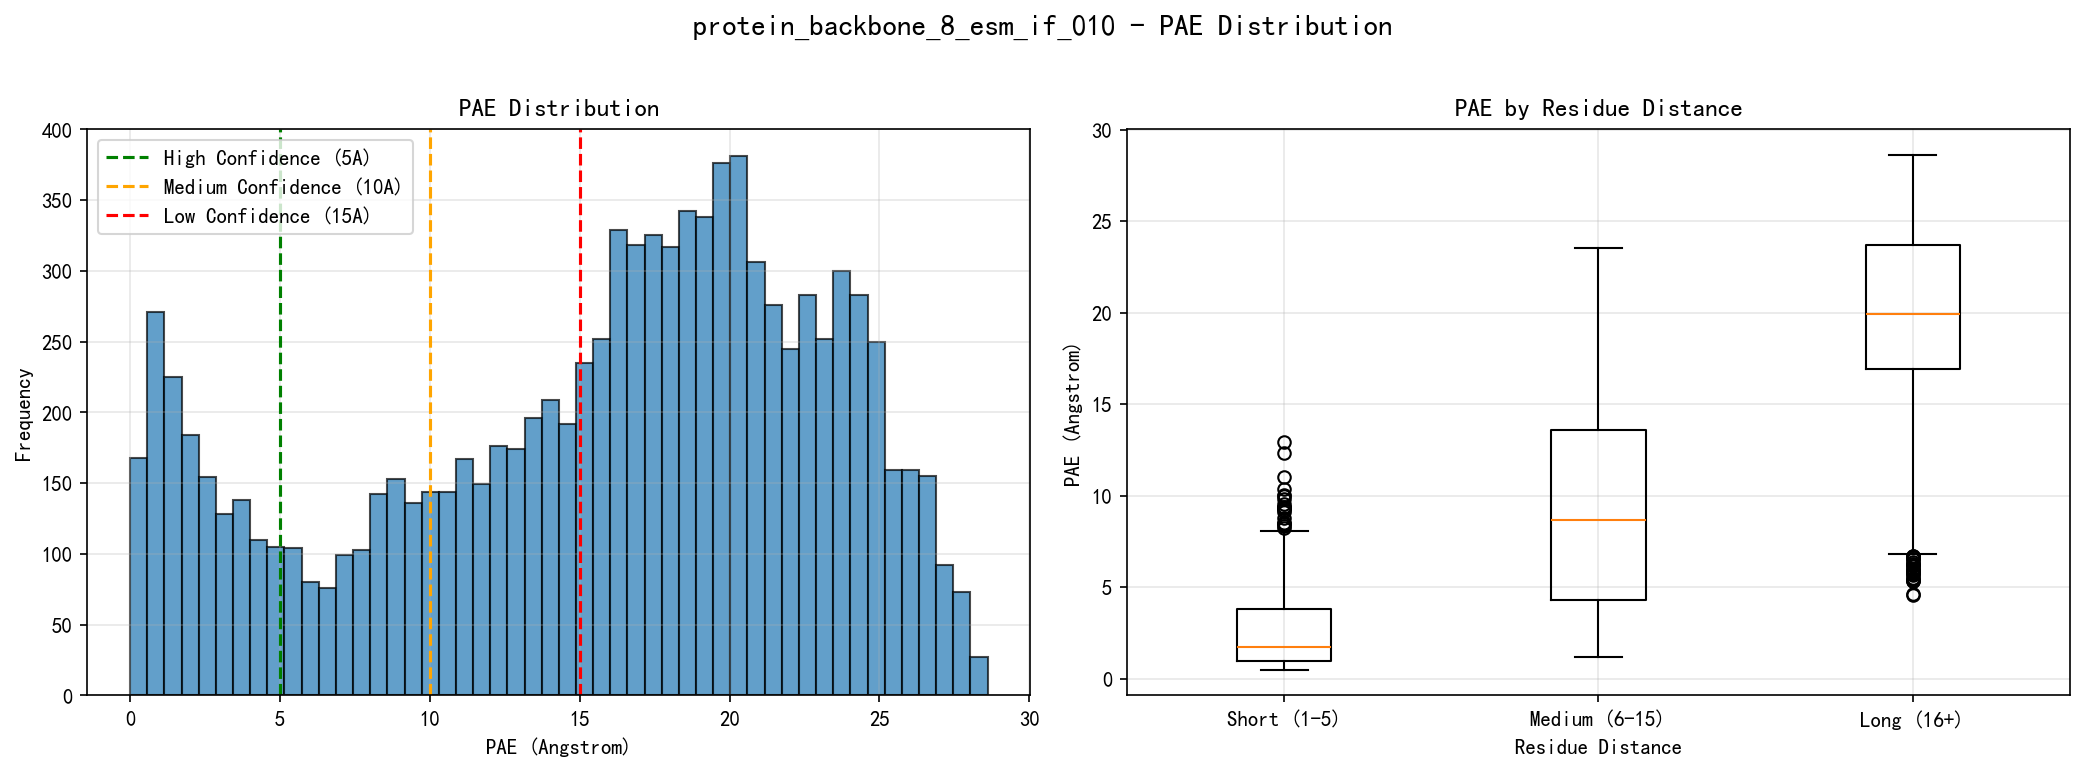 protein_backbone_8_esm_if_010 - PAE Distribution
PAE Distribution
400
350
300
250
200
150
100
50
0
Frequency
High Confidence (5A)
Medium Confidence (10A)
Low Confidence (15A)
0 5 10 15 20 25 30
PAE (Angstrom)
PAE by Residue Distance
30
25
20
15
10
5
0
PAE (Angstrom)
Short (1-5) Medium (6-15) Long (16+)
Residue Distance